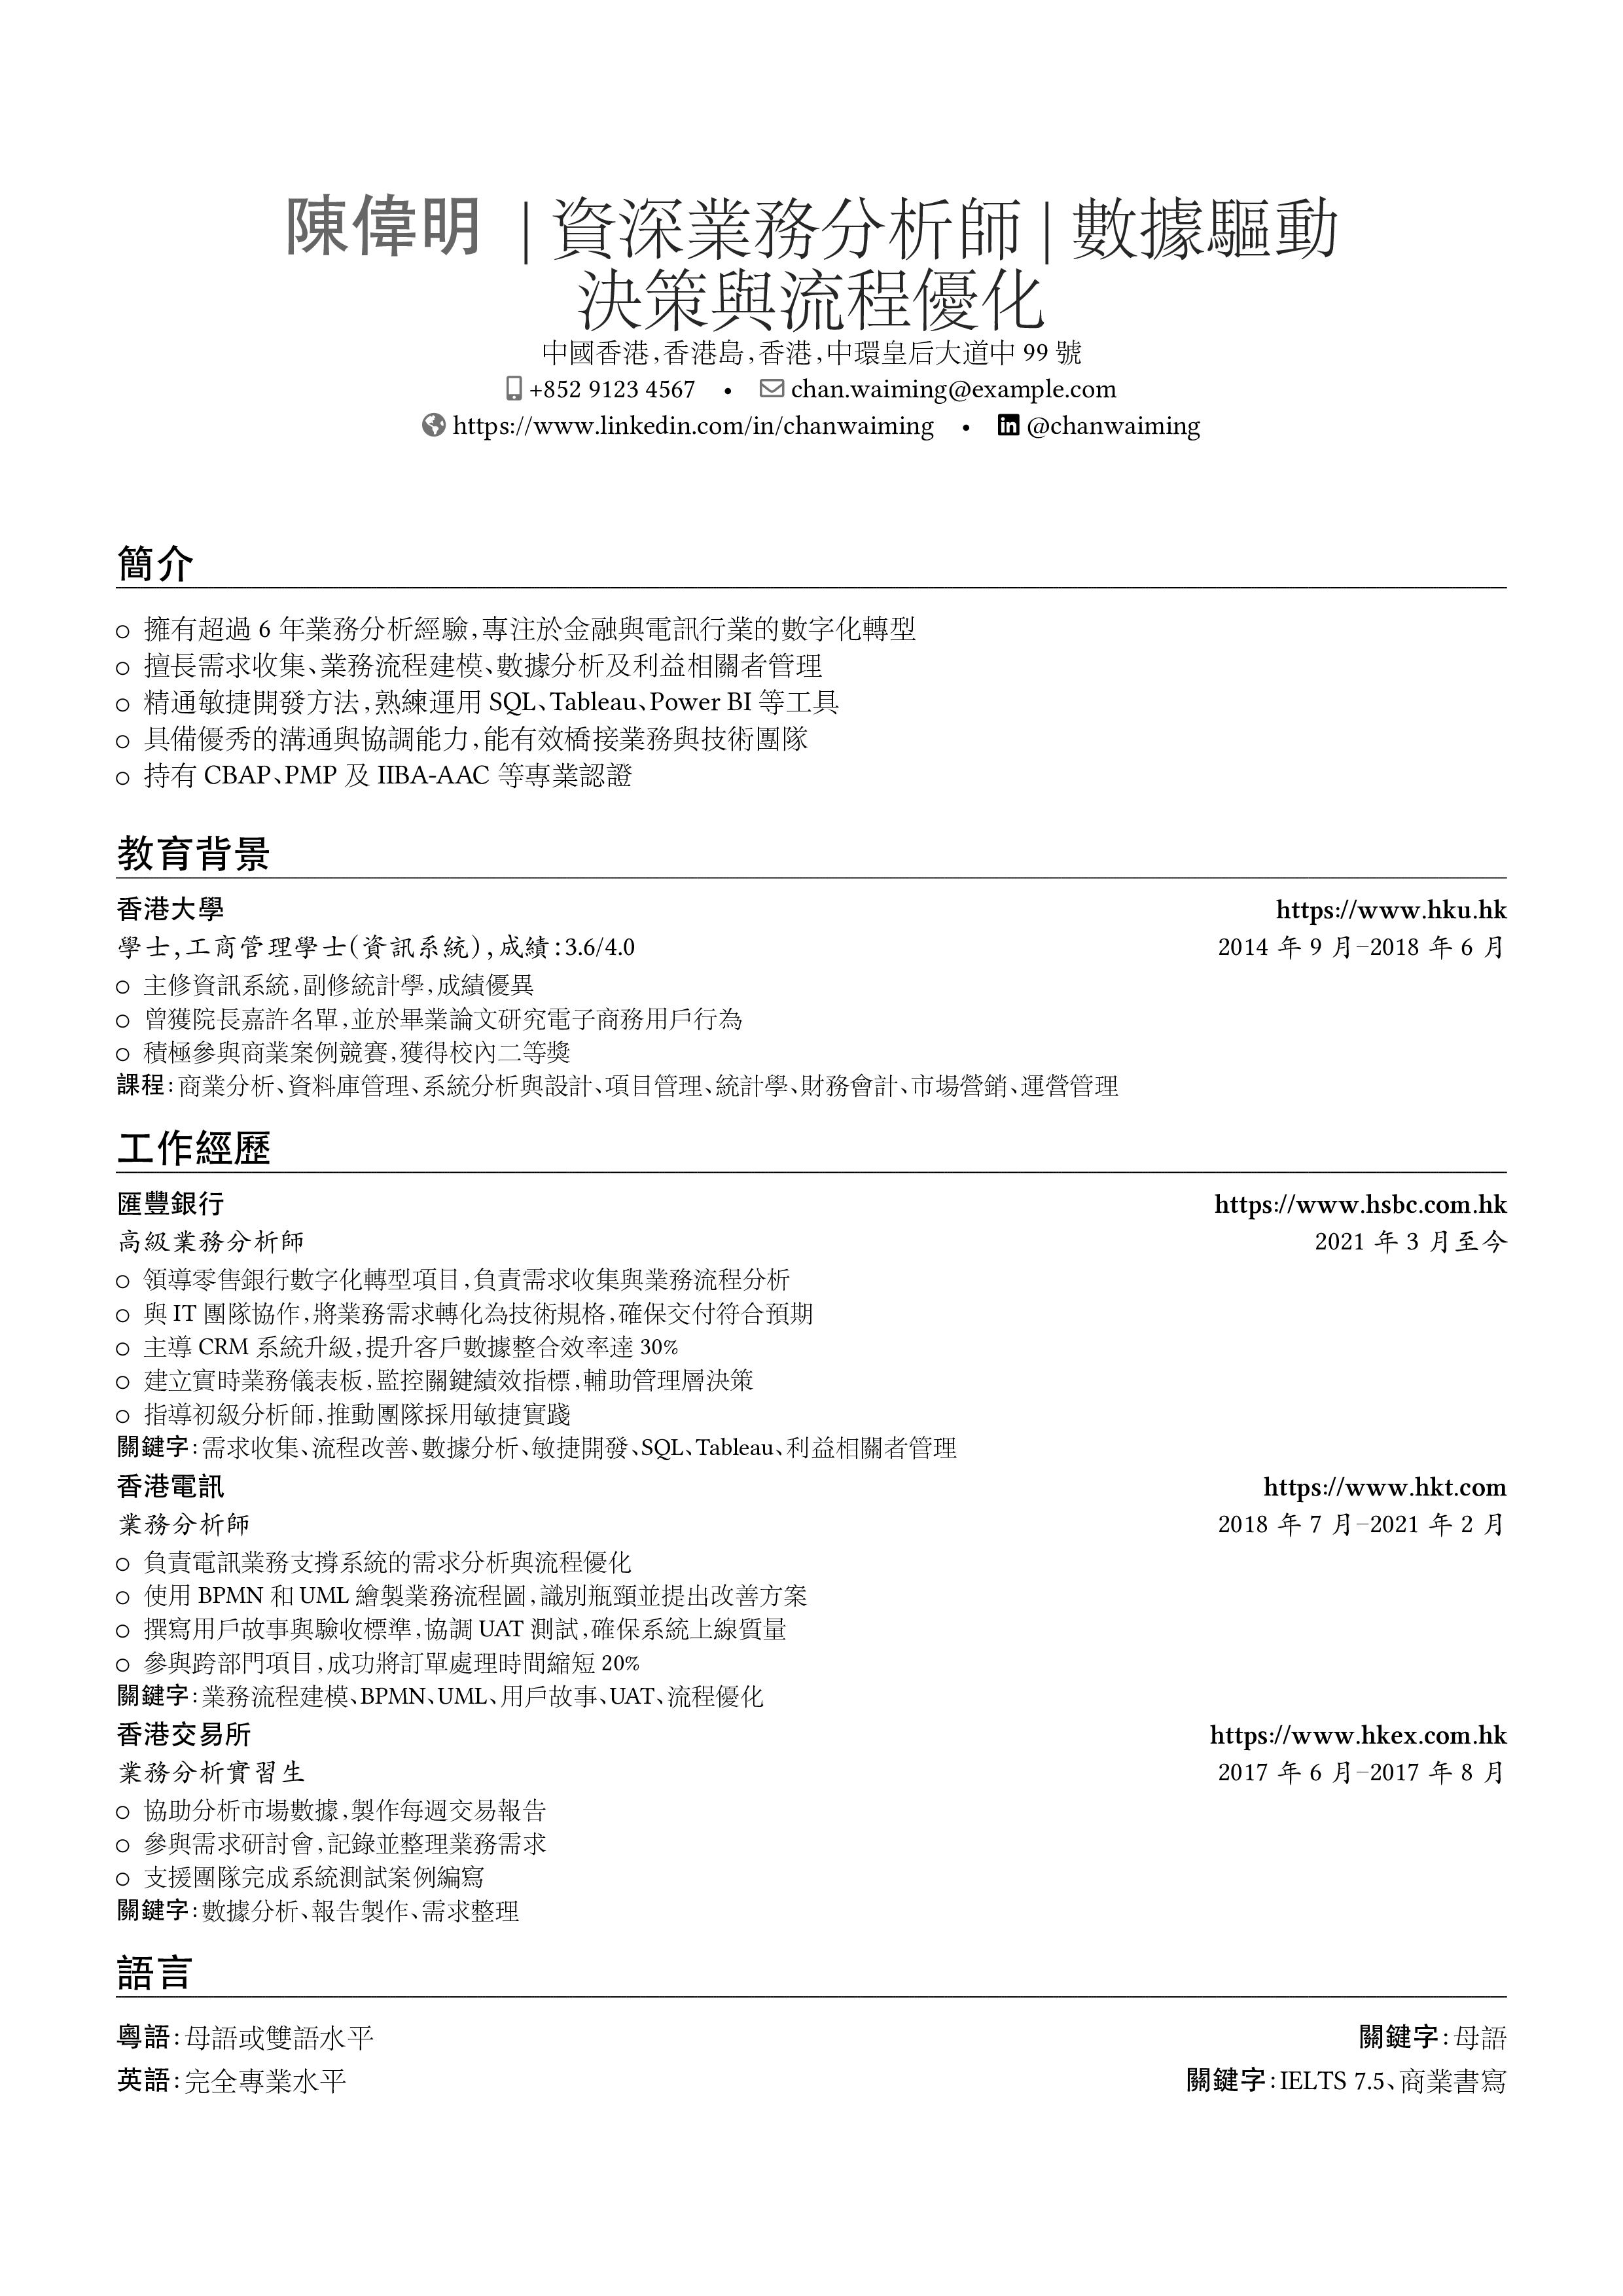 陳偉明 | 資深業務分析師 | 數據驅動
決策與流程優化
中國香港,香港島,香港,中環皇后大道中 99 號
+852 9123 4567 • chan.waiming@example.com
https://www.linkedin.com/in/chanwaiming • @chanwaiming
簡介
○ 擁有超過 6 年業務分析經驗,專注於金融與電訊行業的數字化轉型
○ 擅長需求收集、業務流程建模、數據分析及利益相關者管理
○ 精通敏捷開發方法,熟練運用 SQL、Tableau、Power BI 等工具
○ 具備優秀的溝通與協調能力,能有效橋接業務與技術團隊
○ 持有 CBAP、PMP 及 IIBA-AAC 等專業認證
教育背景
香港大學 https://www.hku.hk
學士,工商管理學士(資訊系統),成績:3.6/4.0 2014 年 9 月–2018 年 6 月
○ 主修資訊系統,副修統計學,成績優異
○ 曾獲院長嘉許名單,並於畢業論文研究電子商務用戶行為
○ 積極參與商業案例競賽,獲得校內二等獎
課程:商業分析、資料庫管理、系統分析與設計、項目管理、統計學、財務會計、市場營銷、運營管理
工作經歷
匯豐銀行 https://www.hsbc.com.hk
高級業務分析師 2021 年 3 月至今
○ 領導零售銀行數字化轉型項目,負責需求收集與業務流程分析
○ 與 IT 團隊協作,將業務需求轉化為技術規格,確保交付符合預期
○ 主導 CRM 系統升級,提升客戶數據整合效率達 30%
○ 建立實時業務儀表板,監控關鍵績效指標,輔助管理層決策
○ 指導初級分析師,推動團隊採用敏捷實踐
關鍵字:需求收集、流程改善、數據分析、敏捷開發、SQL、Tableau、利益相關者管理
香港電訊 https://www.hkt.com
業務分析師 2018 年 7 月–2021 年 2 月
○ 負責電訊業務支撐系統的需求分析與流程優化
○ 使用 BPMN 和 UML 繪製業務流程圖,識別瓶頸並提出改善方案
○ 撰寫用戶故事與驗收標準,協調 UAT 測試,確保系統上線質量
○ 參與跨部門項目,成功將訂單處理時間縮短 20%
關鍵字:業務流程建模、BPMN、UML、用戶故事、UAT、流程優化
香港交易所 https://www.hkex.com.hk
業務分析實習生 2017 年 6 月–2017 年 8 月
○ 協助分析市場數據,製作每週交易報告
○ 參與需求研討會,記錄並整理業務需求
○ 支援團隊完成系統測試案例編寫
關鍵字:數據分析、報告製作、需求整理
語言
粵語:母語或雙語水平 關鍵字:母語
英語:完全專業水平 關鍵字:IELTS 7.5、商業書寫